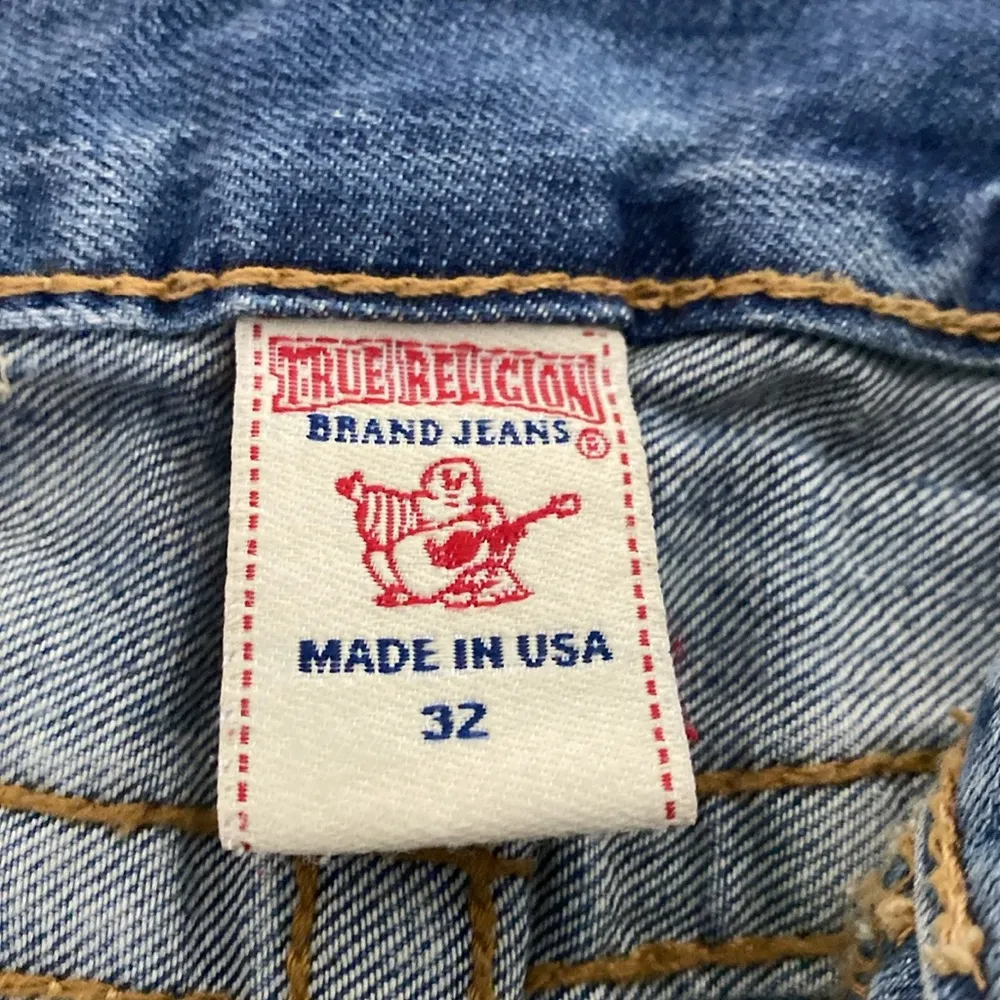 TRUE RELIGION
BRAND JEANS ®
MADE IN USA
32